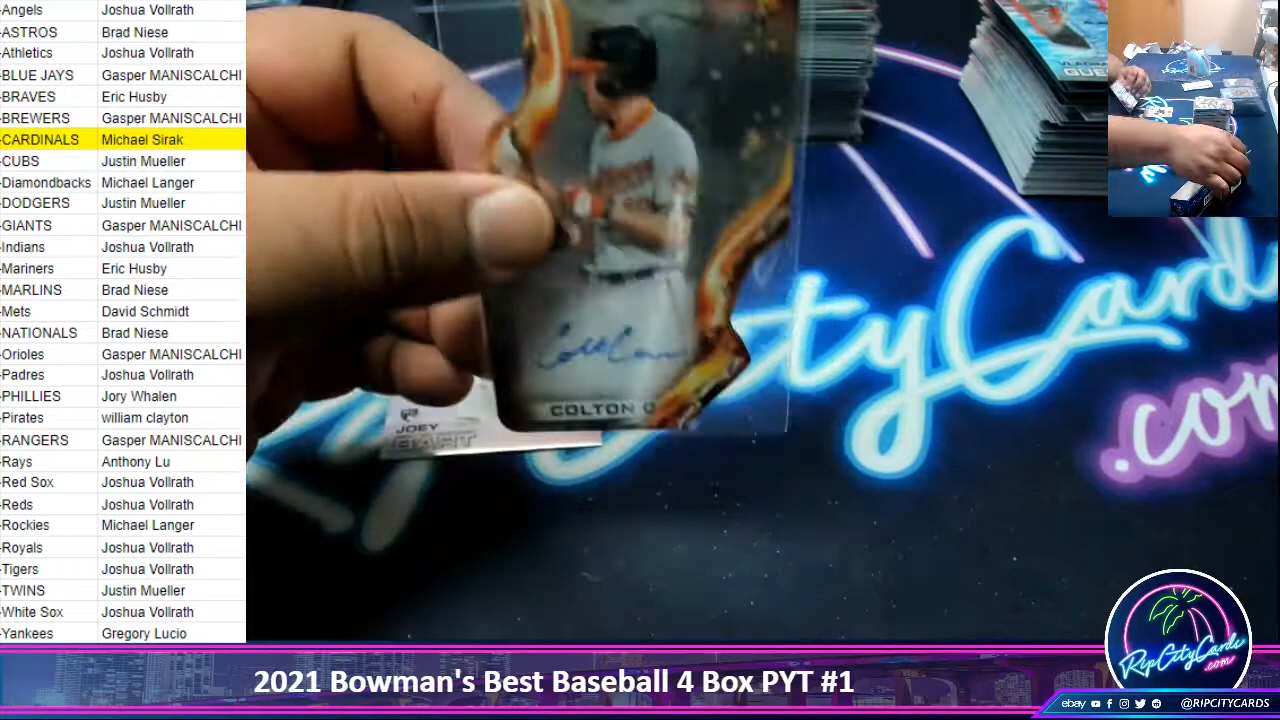 -Angels Joshua Vollrath
-ASTROS Brad Niese
-Athletics Joshua Vollrath
-BLUE JAYS Gasper MANISCALCHI
-BRAVES Eric Husby
-BREWERS Gasper MANISCALCHI
-CARDINALS Michael Sirak
-CUBS Justin Mueller
-Diamondbacks Michael Langer
-DODGERS Justin Mueller
-GIANTS Gasper MANISCALCHI
-Indians Joshua Vollrath
-Mariners Eric Husby
-MARLINS Brad Niese
-Mets David Schmidt
-NATIONALS Brad Niese
-Orioles Gasper MANISCALCHI
-Padres Joshua Vollrath
-PHILLIES Jory Whalen
-Pirates william clayton
-RANGERS Gasper MANISCALCHI
-Rays Anthony Lu
-Red Sox Joshua Vollrath
-Reds Joshua Vollrath
-Rockies Michael Langer
-Royals Joshua Vollrath
-Tigers Joshua Vollrath
-TWINS Justin Mueller
-White Sox Joshua Vollrath
-Yankees Gregory Lucio
COLTON
JOEY
BART
GUE
tyCards
.com
RipCityCards
.com
2021 Bowman's Best Baseball 4 Box PYT #1
ebay @RIPCITYCARDS